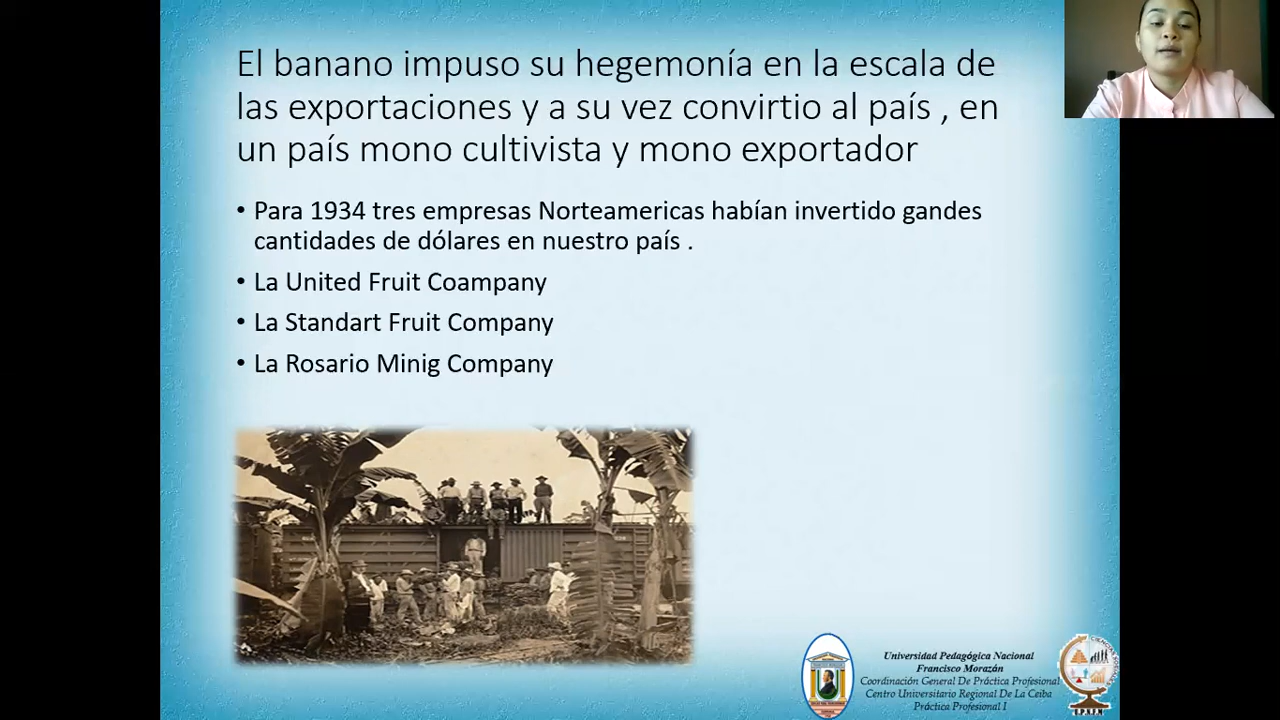 El banano impuso su hegemonía en la escala de
las exportaciones y a su vez convirtio al país , en
un país mono cultivista y mono exportador
• Para 1934 tres empresas Norteamericas habían invertido gandes
cantidades de dólares en nuestro país .
• La United Fruit Coampany
• La Standart Fruit Company
• La Rosario Minig Company
Universidad Pedagógica Nacional
Francisco Morazán
Coordinación General De Práctica Profesional
Centro Universitario Regional De La Ceiba
Práctica Profesional I